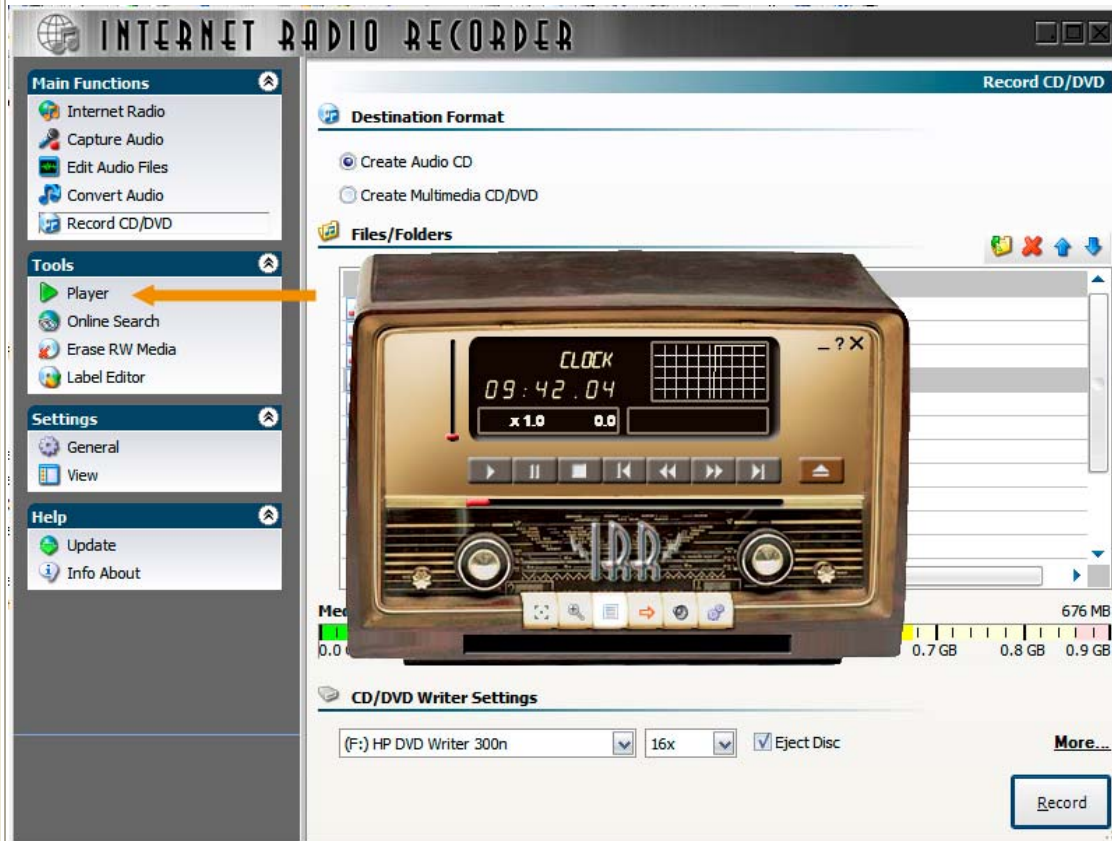 INTERNET RADIO RECORDER
Main Functions
Internet Radio
Capture Audio
Edit Audio Files
Convert Audio
Record CD/DVD
Tools
Player
Online Search
Erase RW Media
Label Editor
Settings
General
View
Help
Update
Info About
Record CD/DVD
Destination Format
Create Audio CD
Create Multimedia CD/DVD
Files/Folders
_ ? X
CLOCK
09:42.04
x 1.0 0.0
IRR
676 MB
0.7 GB 0.8 GB 0.9 GB
CD/DVD Writer Settings
(F:) HP DVD Writer 300n 16x Eject Disc More...
Record